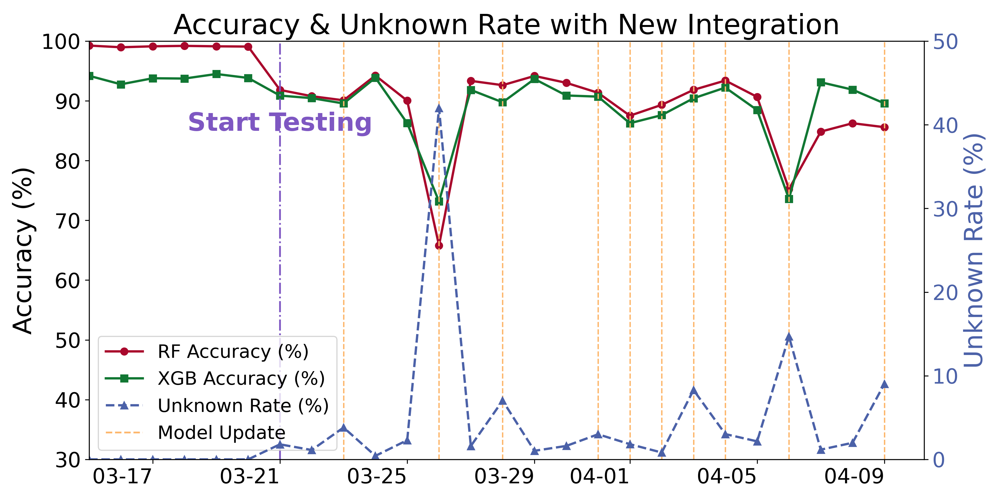 Accuracy & Unknown Rate with New Integration
100
90
80
70
60
50
40
30
Accuracy (%)
50
40
30
20
10
0
Unknown Rate (%)
Start Testing
RF Accuracy (%)
XGB Accuracy (%)
Unknown Rate (%)
Model Update
03-17
03-21
03-25
03-29
04-01
04-05
04-09